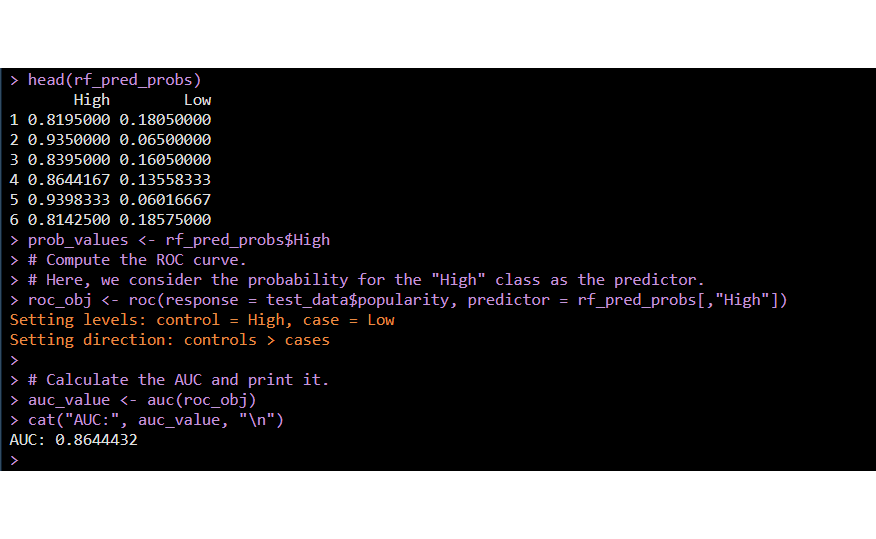 > head(rf_pred_probs)
       High        Low
1 0.8195000 0.18050000
2 0.9350000 0.06500000
3 0.8395000 0.16050000
4 0.8644167 0.13558333
5 0.9398333 0.06016667
6 0.8142500 0.18575000
> prob_values <- rf_pred_probs$High
> # Compute the ROC curve.
> # Here, we consider the probability for the "High" class as the predictor.
> roc_obj <- roc(response = test_data$popularity, predictor = rf_pred_probs[,"High"])
Setting levels: control = High, case = Low
Setting direction: controls > cases
>
> # Calculate the AUC and print it.
> auc_value <- auc(roc_obj)
> cat("AUC:", auc_value, "\n")
AUC: 0.8644432
>